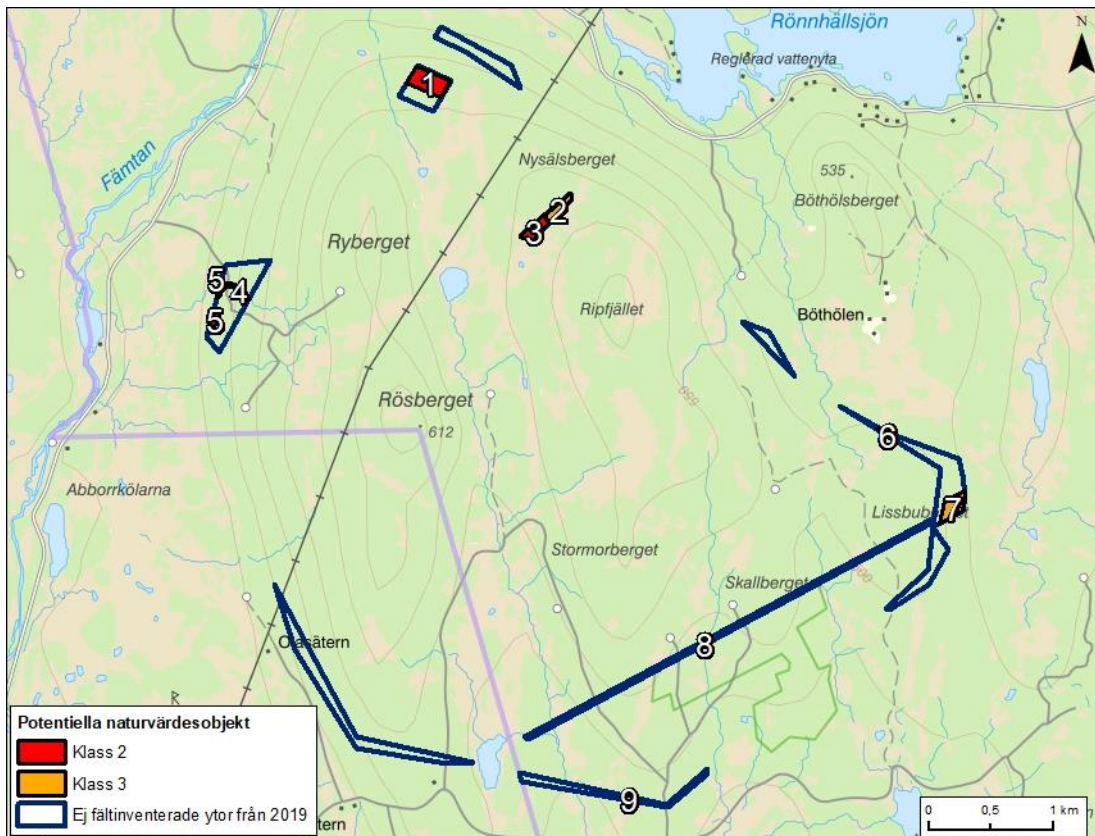 Rönnhällsjön
N
Reglerad vattenyta
1
Fämtan
Nysälsberget
535
Böthölsberget
2
3
Ryberget
5
4
5
Ripfjället
Böthölen
Rösberget
612
550
6
Abborrkölarna
7
Stormorberget
Skallberget
600
Olasätern
8
9
Potentiella naturvärdesobjekt
Klass 2
Klass 3
Ej fältinventerade ytor från 2019
0 0,5 1 km